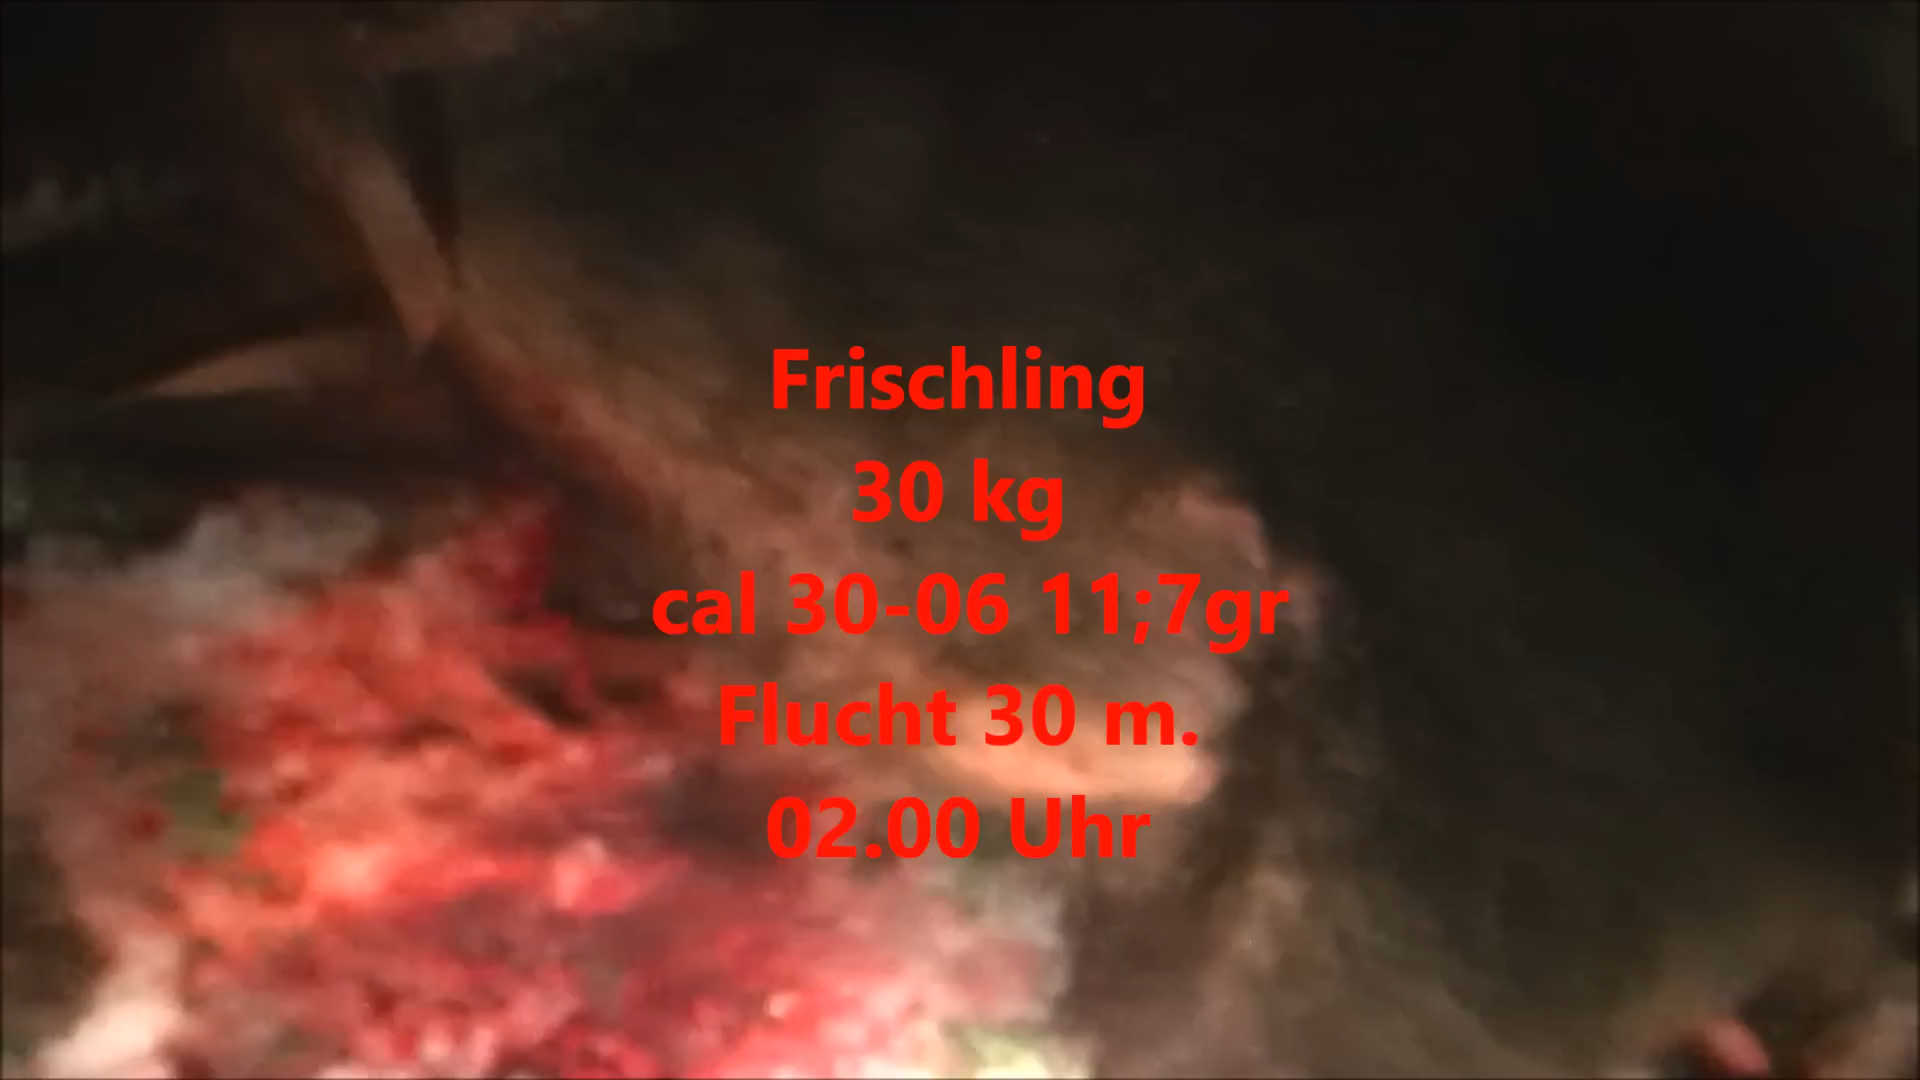 Frischling
30 kg
cal 30-06 11;7gr
Flucht 30 m.
02.00 Uhr